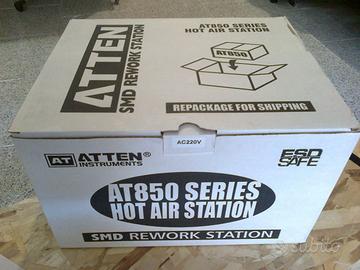 ATTEN
SMD REWORK STATION
AT850 SERIES
HOT AIR STATION
AT850
REPACKAGE FOR SHIPPING
AC220V
AT ATTEN®
INSTRUMENTS
ESD
SAFE
AT850 SERIES
HOT AIR STATION
SMD REWORK STATION
subito